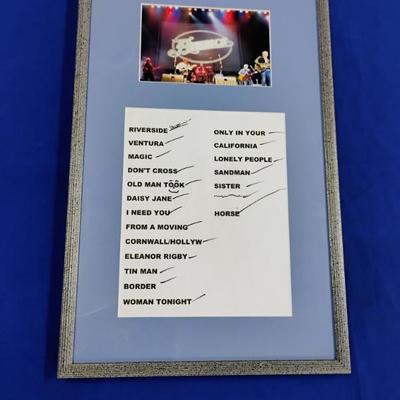 America
RIVERSIDE
VENTURA
MAGIC
DON'T CROSS
OLD MAN TOOK
DAISY JANE
I NEED YOU
FROM A MOVING
CORNWALL/HOLLYW
ELEANOR RIGBY
TIN MAN
BORDER
WOMAN TONIGHT
ONLY IN YOUR
CALIFORNIA
LONELY PEOPLE
SANDMAN
SISTER
HORSE